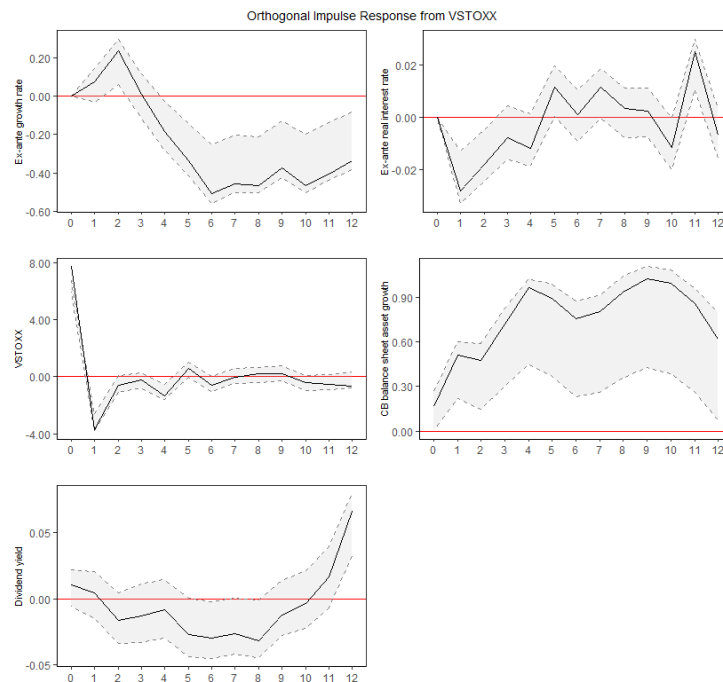 Orthogonal Impulse Response from VSTOXX
Ex-ante growth rate
0.20
0.00
-0.20
-0.40
-0.60
0 1 2 3 4 5 6 7 8 9 10 11 12
Ex-ante real interest rate
0.02
0.00
-0.02
0 1 2 3 4 5 6 7 8 9 10 11 12
VSTOXX
8.00
4.00
0.00
-4.00
0 1 2 3 4 5 6 7 8 9 10 11 12
CB balance sheet asset growth
0.90
0.60
0.30
0.00
0 1 2 3 4 5 6 7 8 9 10 11 12
Dividend yield
0.05
0.00
-0.05
0 1 2 3 4 5 6 7 8 9 10 11 12